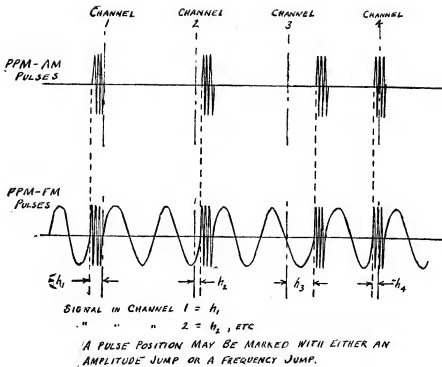 CHANNEL CHANNEL CHANNEL CHANNEL
1 2 3 4
PPM-AM
PULSES
PPM-FM
PULSES
h₁ h₂ h₃ h₄
SIGNAL IN CHANNEL 1 = h₁
" " " 2 = h₂, ETC
A PULSE POSITION MAY BE MARKED WITH EITHER AN
AMPLITUDE JUMP OR A FREQUENCY JUMP.